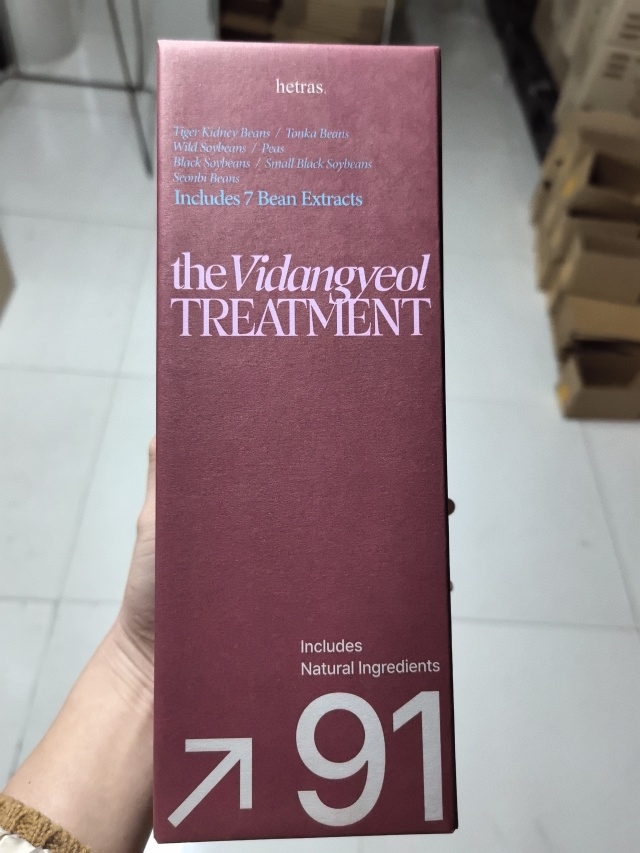 hetras.
Tiger Kidney Beans / Tonka Beans
Wild Soybeans / Peas
Black Soybeans / Small Black Soybeans
Seonbi Beans
Includes 7 Bean Extracts
the Vidangyeol
TREATMENT
Includes
Natural Ingredients
↗ 91